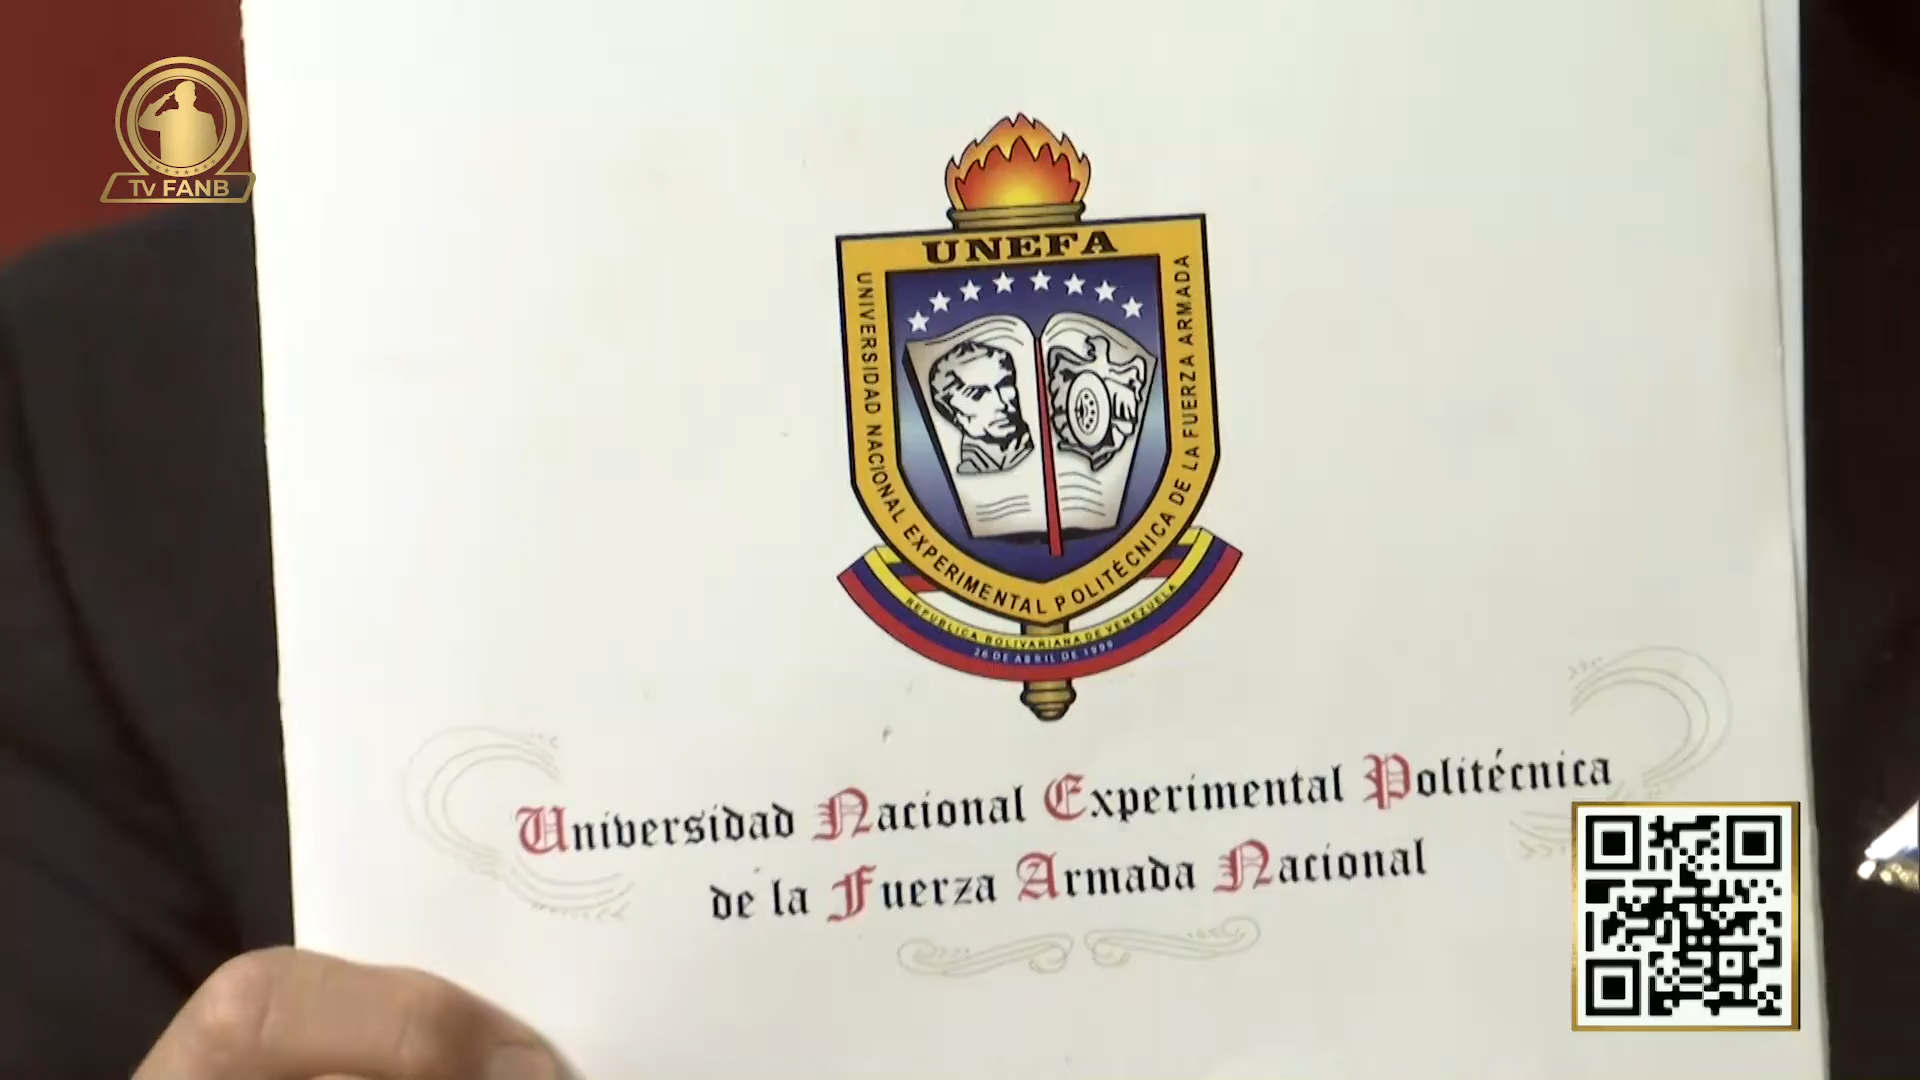 TV FANB
UNEFA
UNIVERSIDAD NACIONAL EXPERIMENTAL POLITÉCNICA DE LA FUERZA ARMADA
REPÚBLICA BOLIVARIANA DE VENEZUELA
26 DE ABRIL DE 1999
Universidad Nacional Experimental Politécnica
de la Fuerza Armada Nacional